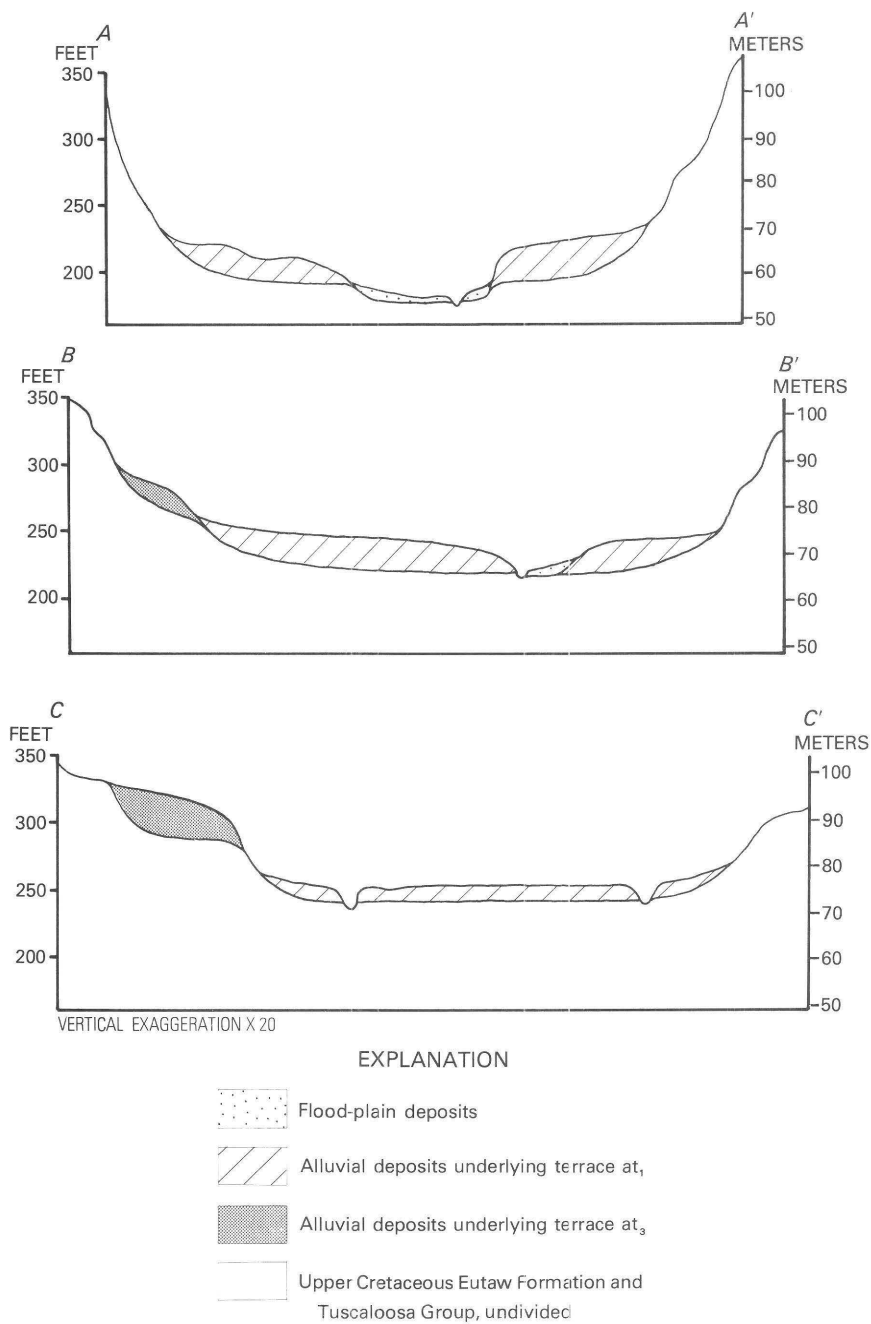 A
FEET
A'
METERS
350
300
250
200
100
90
80
70
60
50
B
FEET
B'
METERS
350
300
250
200
100
90
80
70
60
50
C
FEET
C'
METERS
350
300
250
200
100
90
80
70
60
50
VERTICAL EXAGGERATION X 20
EXPLANATION
Flood-plain deposits
Alluvial deposits underlying terrace at₁
Alluvial deposits underlying terrace at₃
Upper Cretaceous Eutaw Formation and
Tuscaloosa Group, undivided